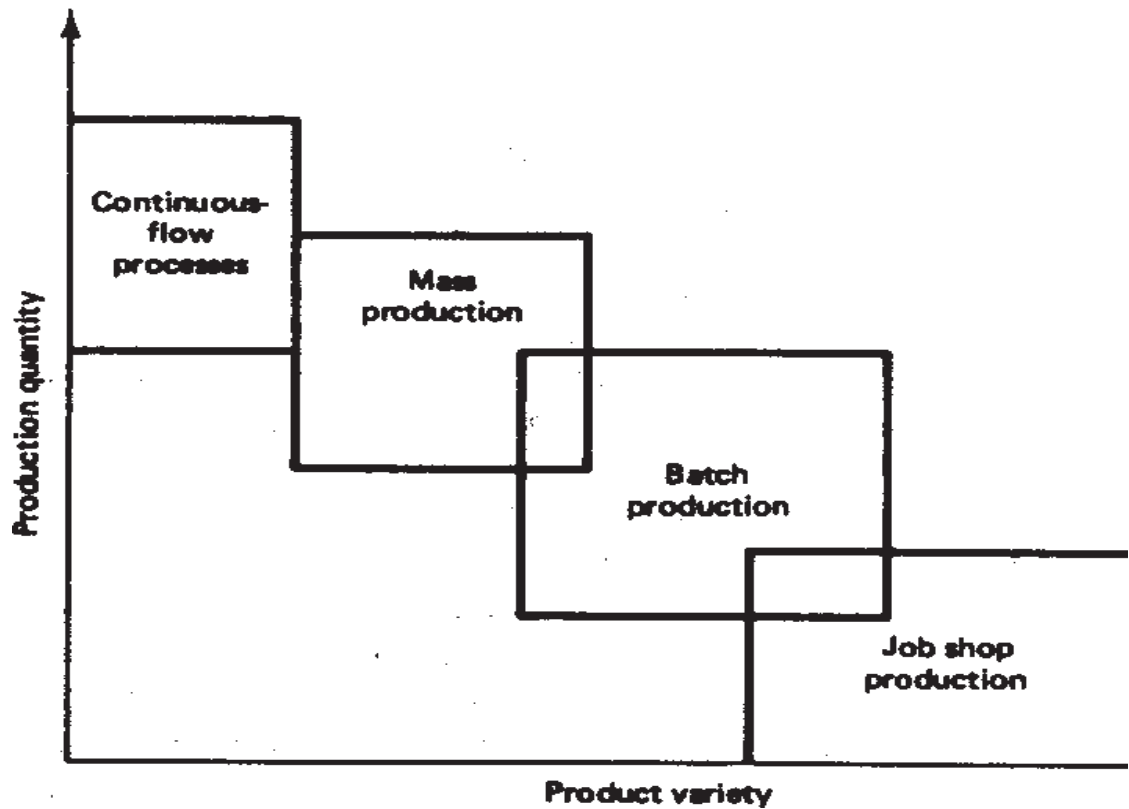 Continuous-
flow
processes
Mass
production
Batch
production
Job shop
production
Production quantity
Product variety